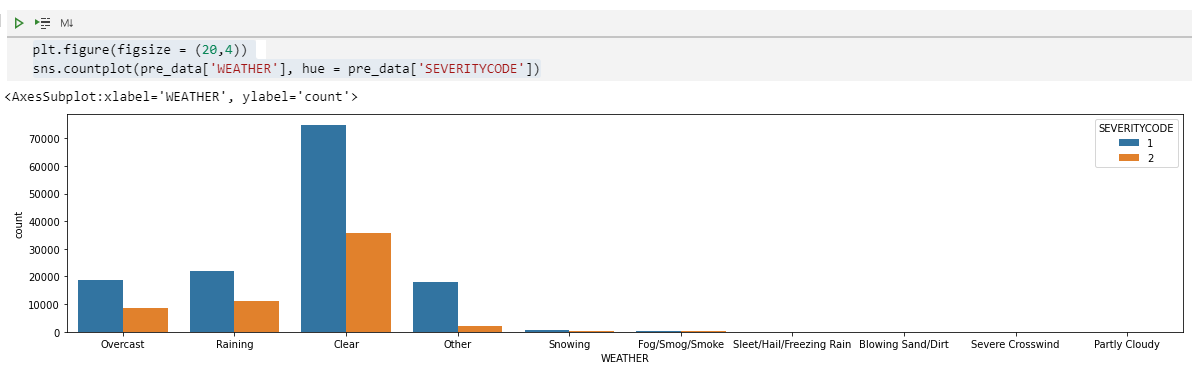 M↓
plt.figure(figsize = (20,4))
sns.countplot(pre_data['WEATHER'], hue = pre_data['SEVERITYCODE'])
<AxesSubplot:xlabel='WEATHER', ylabel='count'>
SEVERITYCODE
1
2
70000
60000
50000
40000
30000
20000
10000
0
count
Overcast Raining Clear Other Snowing Fog/Smog/Smoke Sleet/Hail/Freezing Rain Blowing Sand/Dirt Severe Crosswind Partly Cloudy
WEATHER